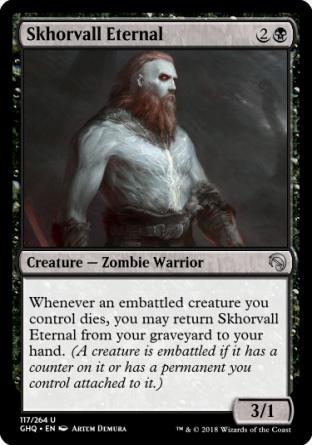 Skhorvall Eternal 2
Creature — Zombie Warrior
Whenever an embattled creature you
control dies, you may return Skhorvall
Eternal from your graveyard to your
hand. (A creature is embattled if it has a
counter on it or has a permanent you
control attached to it.)
3/1
117/264 U
GHQ • EN Artem Demura
™ & © 2018 Wizards of the Coast